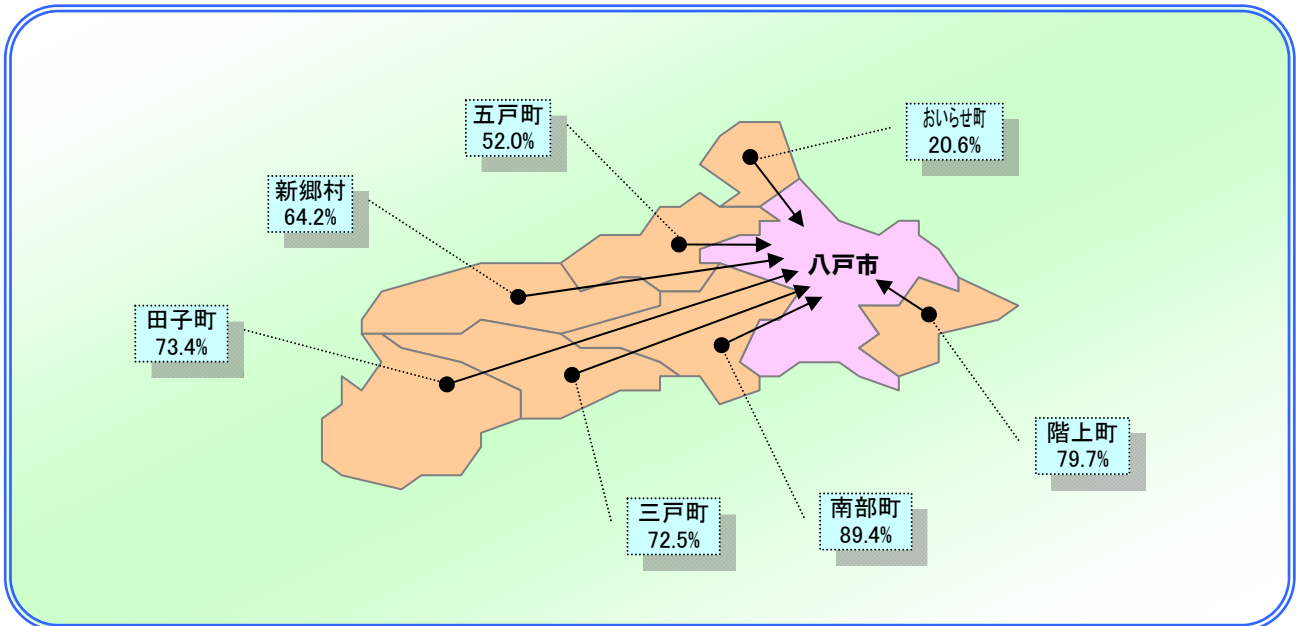 五戸町
52.0%
おいらせ町
20.6%
新郷村
64.2%
八戸市
田子町
73.4%
階上町
79.7%
三戸町
72.5%
南部町
89.4%